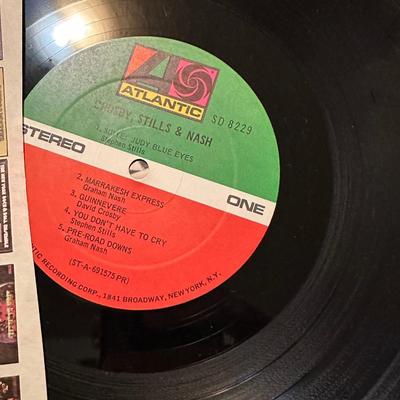 ATLANTIC
CROSBY, STILLS & NASH
SD 8229
1. SUITE: JUDY BLUE EYES
Stephen Stills
STEREO
ONE
2. MARRAKESH EXPRESS
Graham Nash
3. GUINNEVERE
David Crosby
4. YOU DON'T HAVE TO CRY
Stephen Stills
5. PRE-ROAD DOWNS
Graham Nash
(ST-A-691575 PR)
NTIC RECORDING CORP., 1841 BROADWAY, NEW YORK, N.Y.